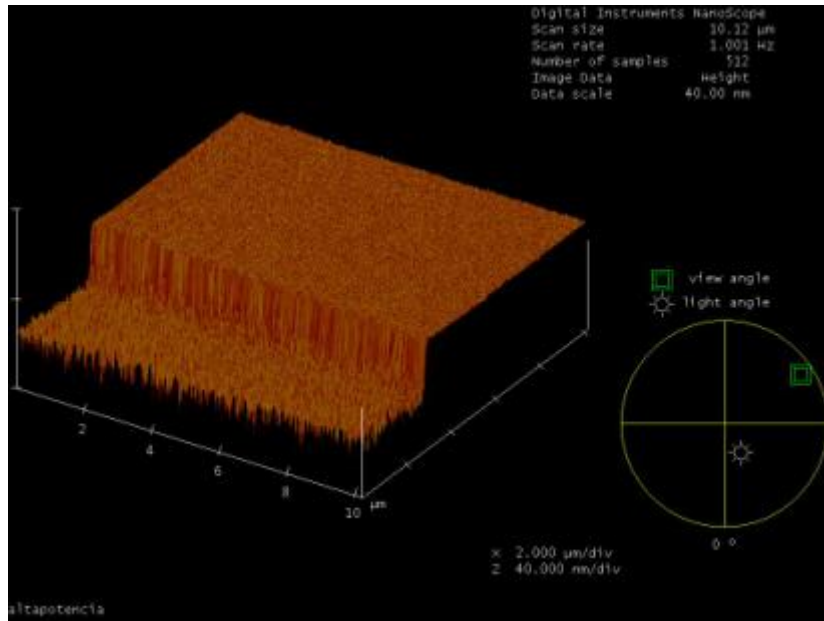 Digital Instruments NanoScope
Scan size 10.12 µm
Scan rate 1.001 Hz
Number of samples 512
Image Data Height
Data scale 40.00 nm
view angle
light angle
2
4
6
8
10 µm
0 °
X 2.000 µm/div
Z 40.000 nm/div
altapotencia